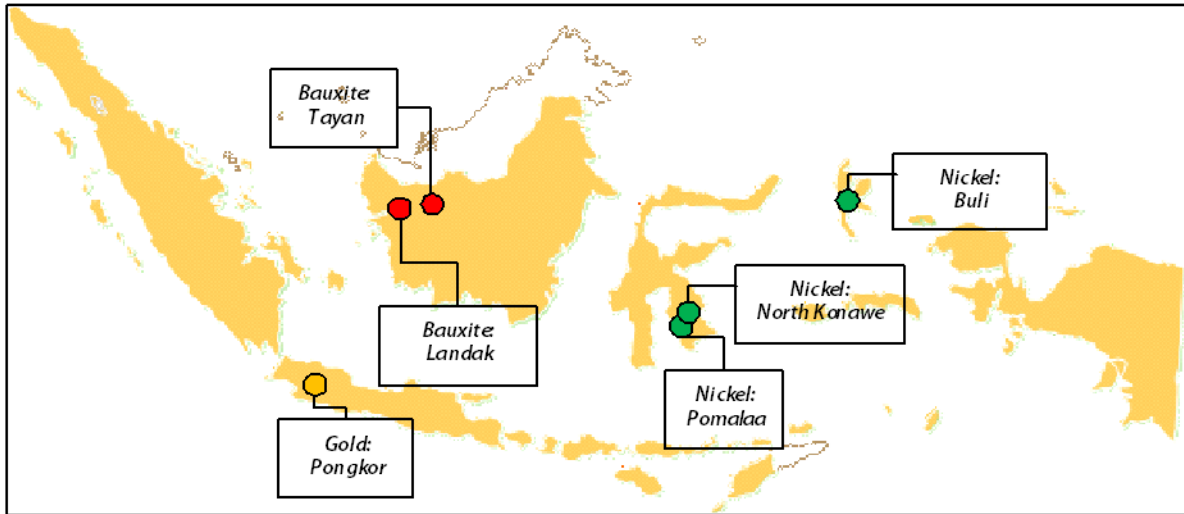 Bauxite:
Tayan
Nickel:
Buli
Nickel:
North Konawe
Bauxite:
Landak
Nickel:
Pomalaa
Gold:
Pongkor